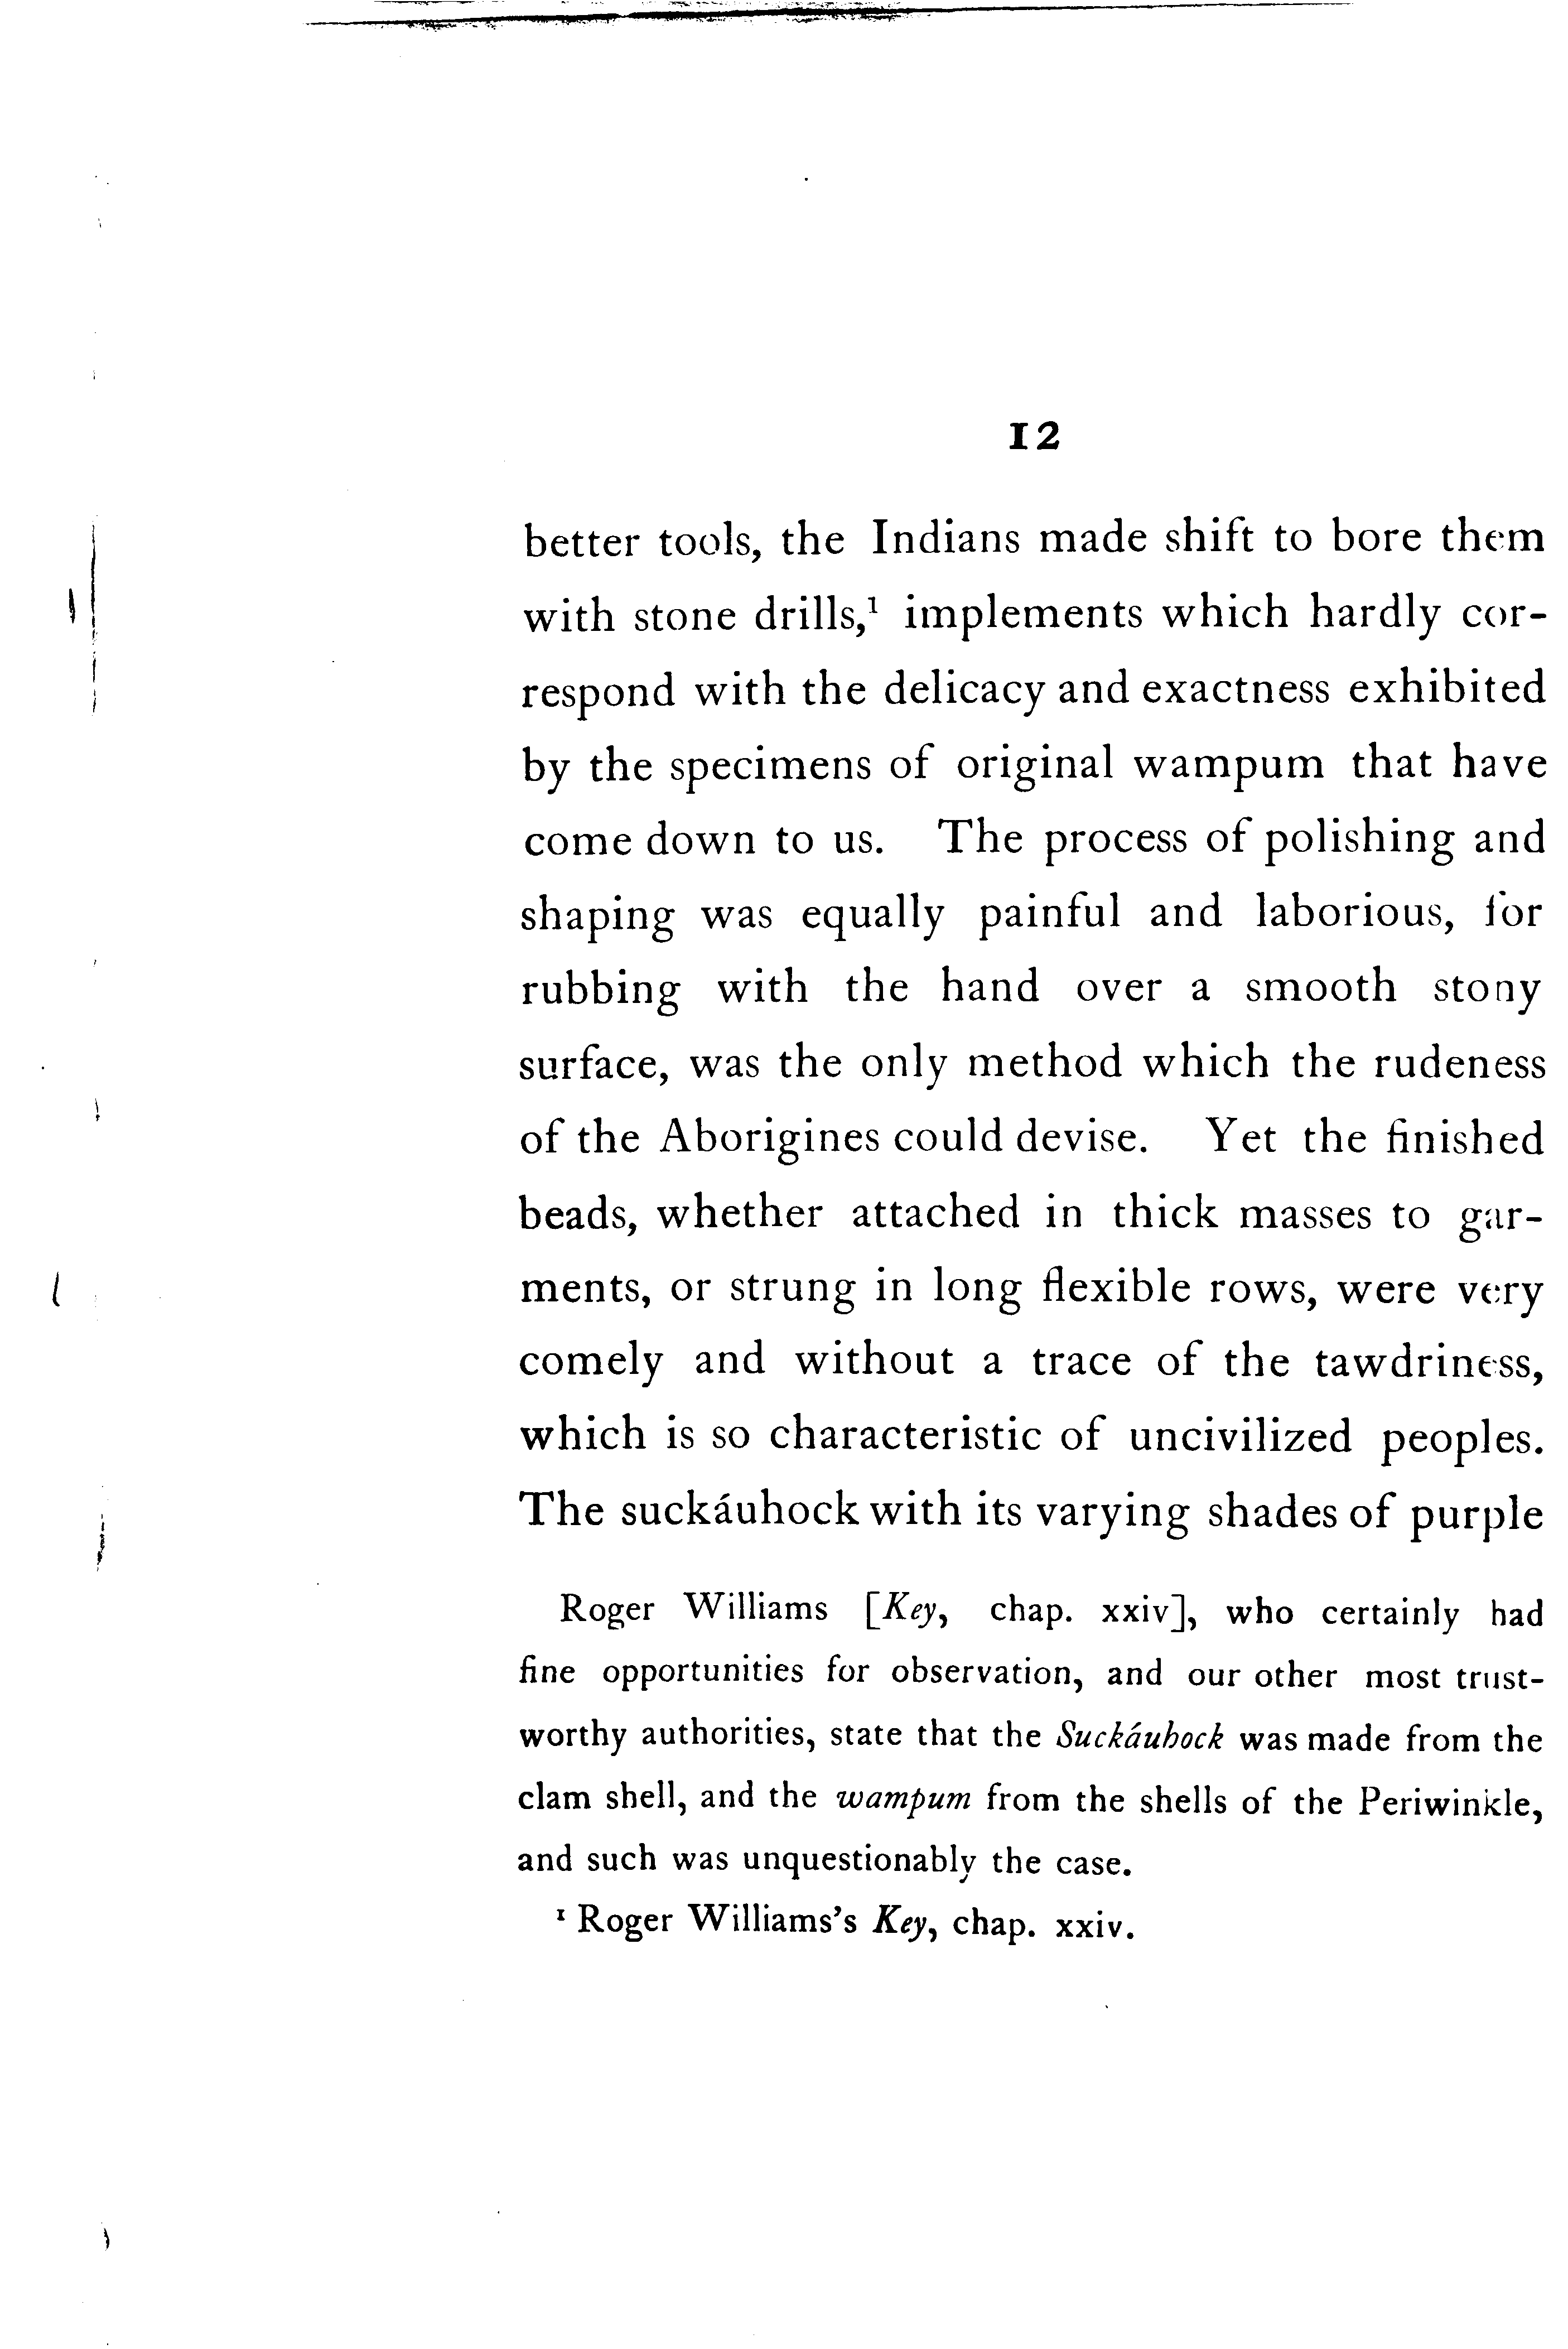 12
better tools, the Indians made shift to bore them
with stone drills,¹ implements which hardly cor-
respond with the delicacy and exactness exhibited
by the specimens of original wampum that have
come down to us. The process of polishing and
shaping was equally painful and laborious, for
rubbing with the hand over a smooth stony
surface, was the only method which the rudeness
of the Aborigines could devise. Yet the finished
beads, whether attached in thick masses to gar-
ments, or strung in long flexible rows, were very
comely and without a trace of the tawdriness,
which is so characteristic of uncivilized peoples.
The suckáuhock with its varying shades of purple
Roger Williams [Key, chap. xxiv], who certainly had
fine opportunities for observation, and our other most trust-
worthy authorities, state that the Suckáuhock was made from the
clam shell, and the wampum from the shells of the Periwinkle,
and such was unquestionably the case.
¹ Roger Williams's Key, chap. xxiv.